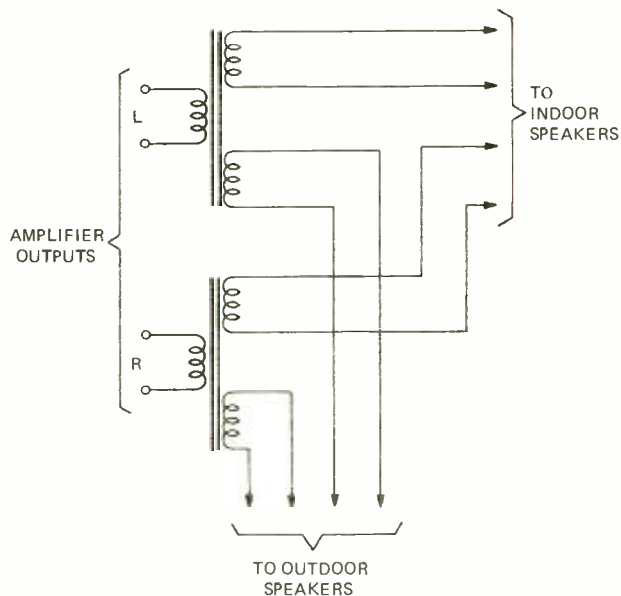 TO
INDOOR
SPEAKERS
L
AMPLIFIER
OUTPUTS
R
TO OUTDOOR
SPEAKERS